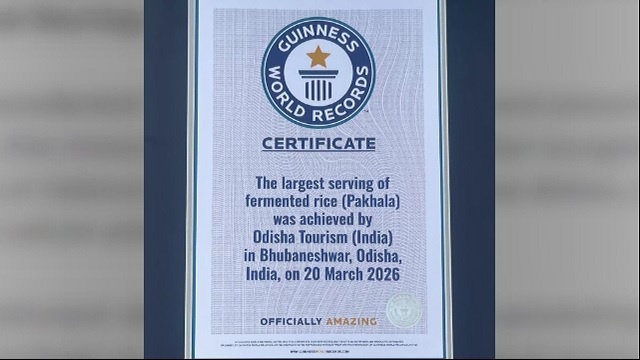 GUINNESS
WORLD RECORDS
CERTIFICATE
The largest serving of
fermented rice (Pakhala)
was achieved by
Odisha Tourism (India)
in Bhubaneshwar, Odisha,
India, on 20 March 2026
OFFICIALLY AMAZING